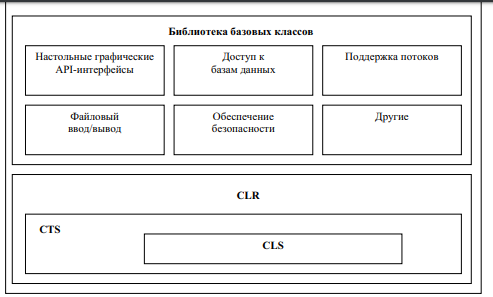 Библиотека базовых классов
Настольные графические
API-интерфейсы
Доступ к
базам данных
Поддержка потоков
Файловый
ввод/вывод
Обеспечение
безопасности
Другие
CLR
CTS
CLS